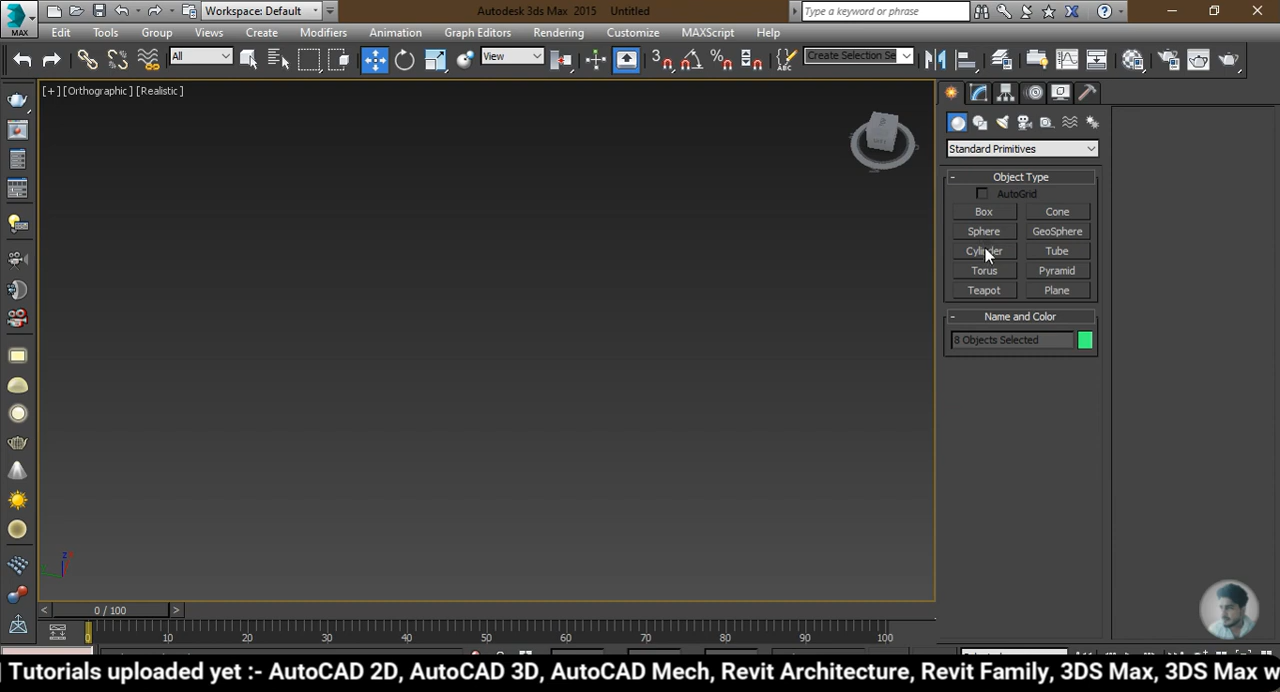 MAX
Workspace: Default
Autodesk 3ds Max 2015 Untitled
Type a keyword or phrase
Edit Tools Group Views Create Modifiers Animation Graph Editors Rendering Customize MAXScript Help
All
View
3
Create Selection Se
[+] [Orthographic ] [Realistic ]
Standard Primitives
- Object Type
AutoGrid
Box Cone
Sphere GeoSphere
Cylinder Tube
Torus Pyramid
Teapot Plane
- Name and Color
8 Objects Selected
z
< 0 / 100 >
0 10 20 30 40 50 60 70 80 90 100
Tutorials uploaded yet :- AutoCAD 2D, AutoCAD 3D, AutoCAD Mech, Revit Architecture, Revit Family, 3DS Max, 3DS Max w